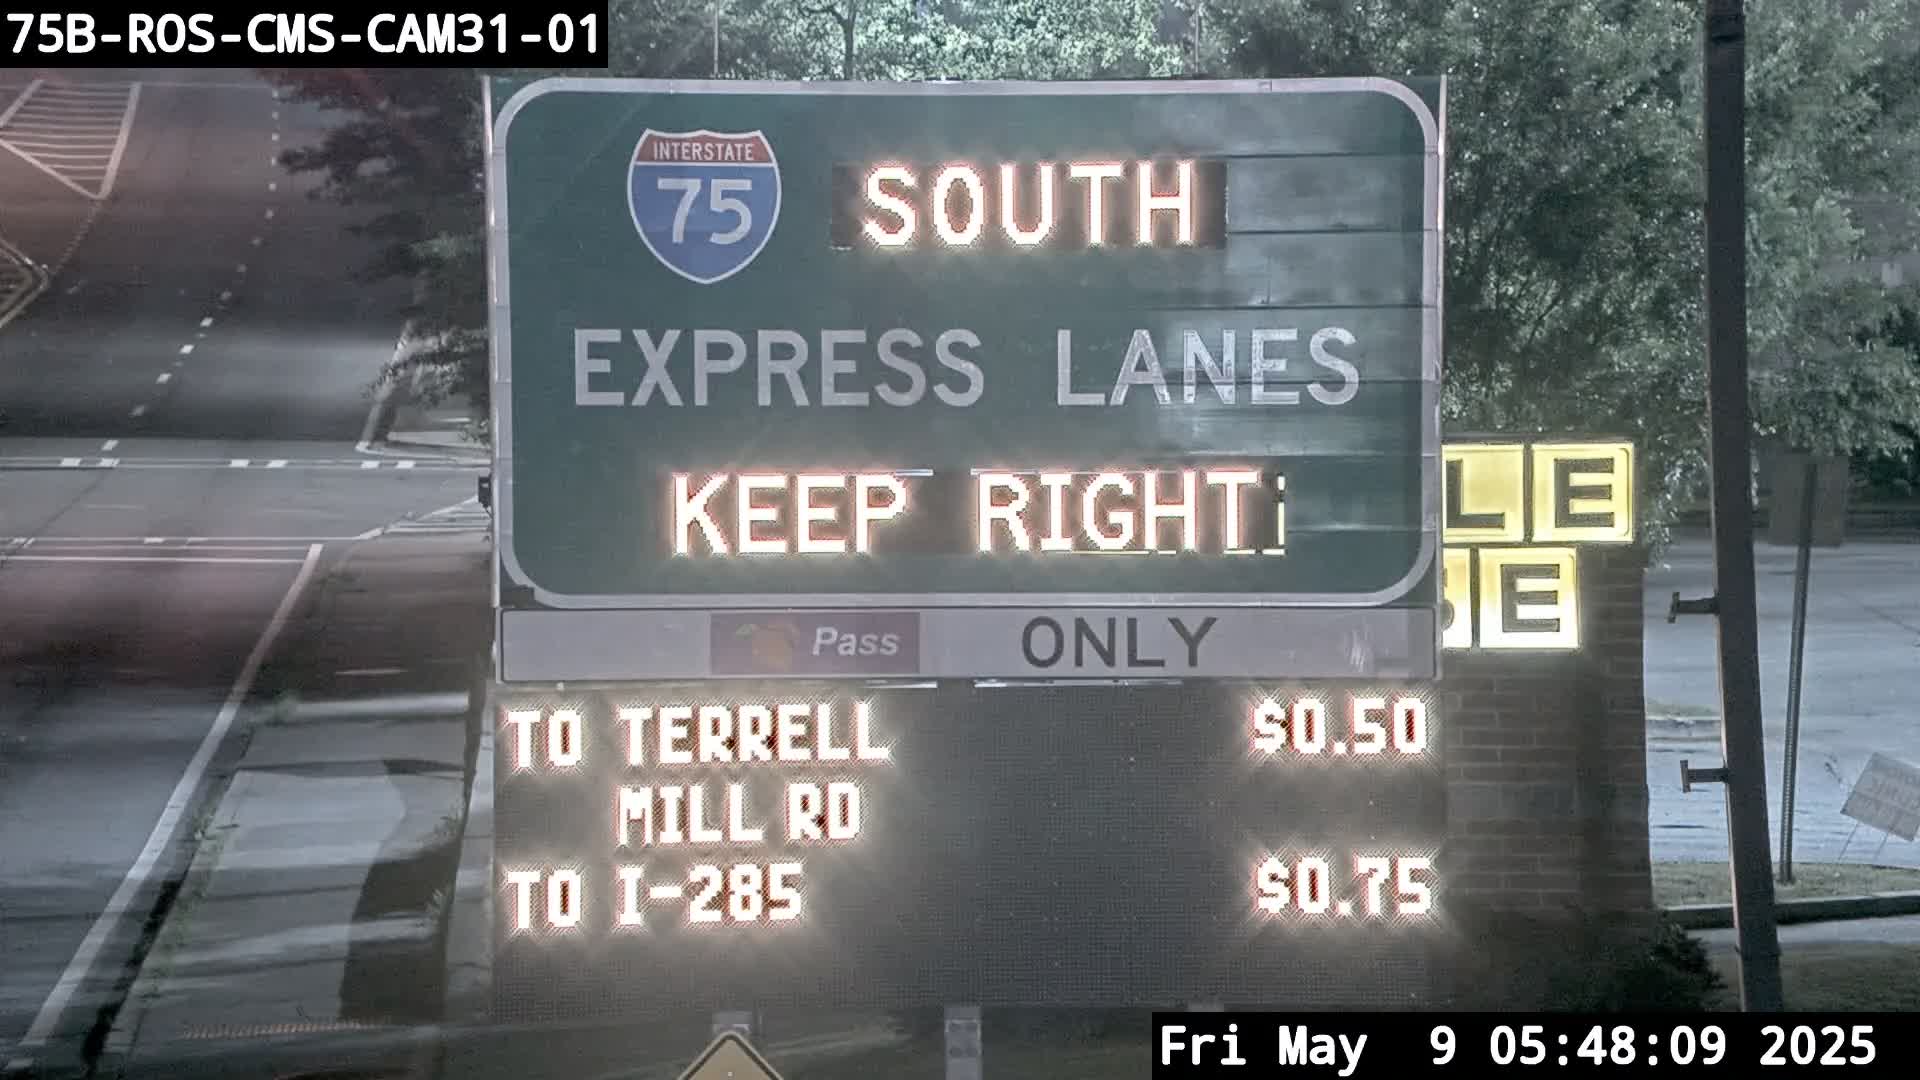 75B-ROS-CMS-CAM31-01
INTERSTATE
75
SOUTH
EXPRESS LANES
KEEP RIGHT
Pass ONLY
TO TERRELL $0.50
MILL RD
TO I-285 $0.75
LE
E
Fri May 9 05:48:09 2025